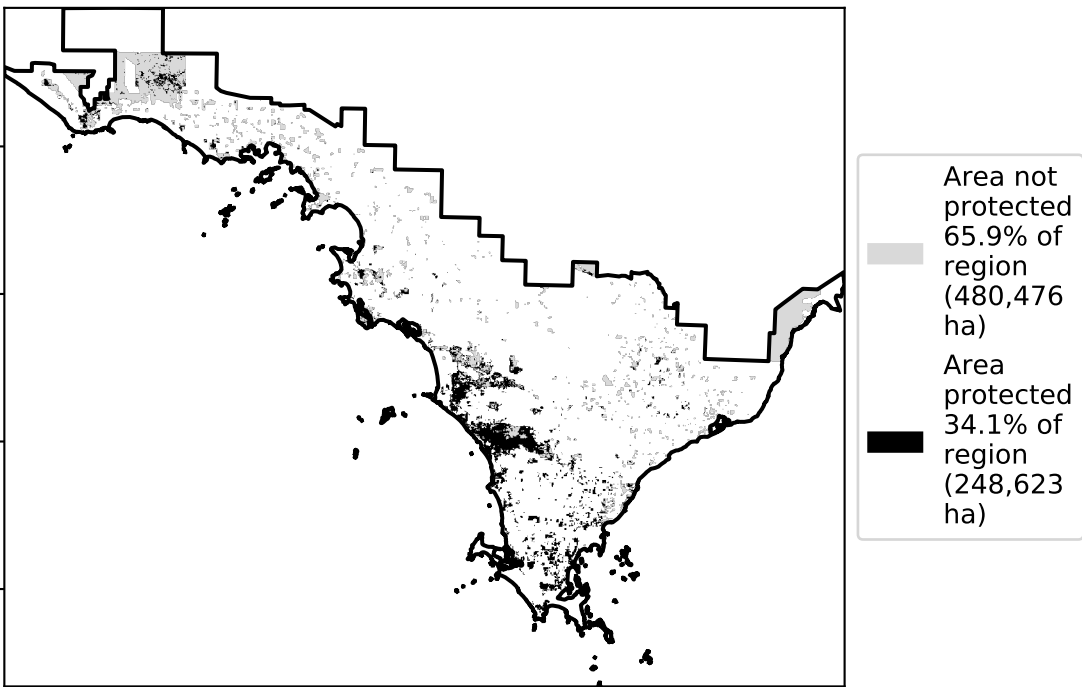 Area not
protected
65.9% of
region
(480,476
ha)
Area
protected
34.1% of
region
(248,623
ha)